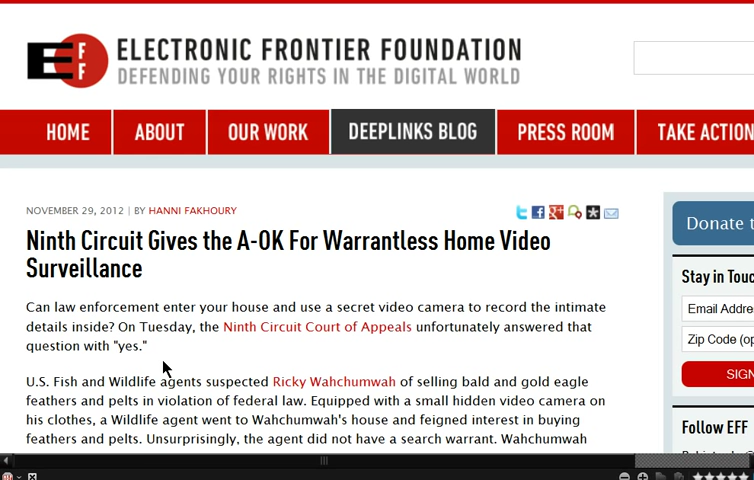 E F F ELECTRONIC FRONTIER FOUNDATION
DEFENDING YOUR RIGHTS IN THE DIGITAL WORLD
HOME ABOUT OUR WORK DEEPLINKS BLOG PRESS ROOM TAKE ACTION
NOVEMBER 29, 2012 | BY HANNI FAKHOURY
Ninth Circuit Gives the A-OK For Warrantless Home Video
Surveillance
Can law enforcement enter your house and use a secret video camera to record the intimate
details inside? On Tuesday, the Ninth Circuit Court of Appeals unfortunately answered that
question with "yes."
U.S. Fish and Wildlife agents suspected Ricky Wahchumwah of selling bald and gold eagle
feathers and pelts in violation of federal law. Equipped with a small hidden video camera on
his clothes, a Wildlife agent went to Wahchumwah's house and feigned interest in buying
feathers and pelts. Unsurprisingly, the agent did not have a search warrant. Wahchumwah
Donate t
Stay in Touc
Email Addre
Zip Code (op
SIGN
Follow EFF